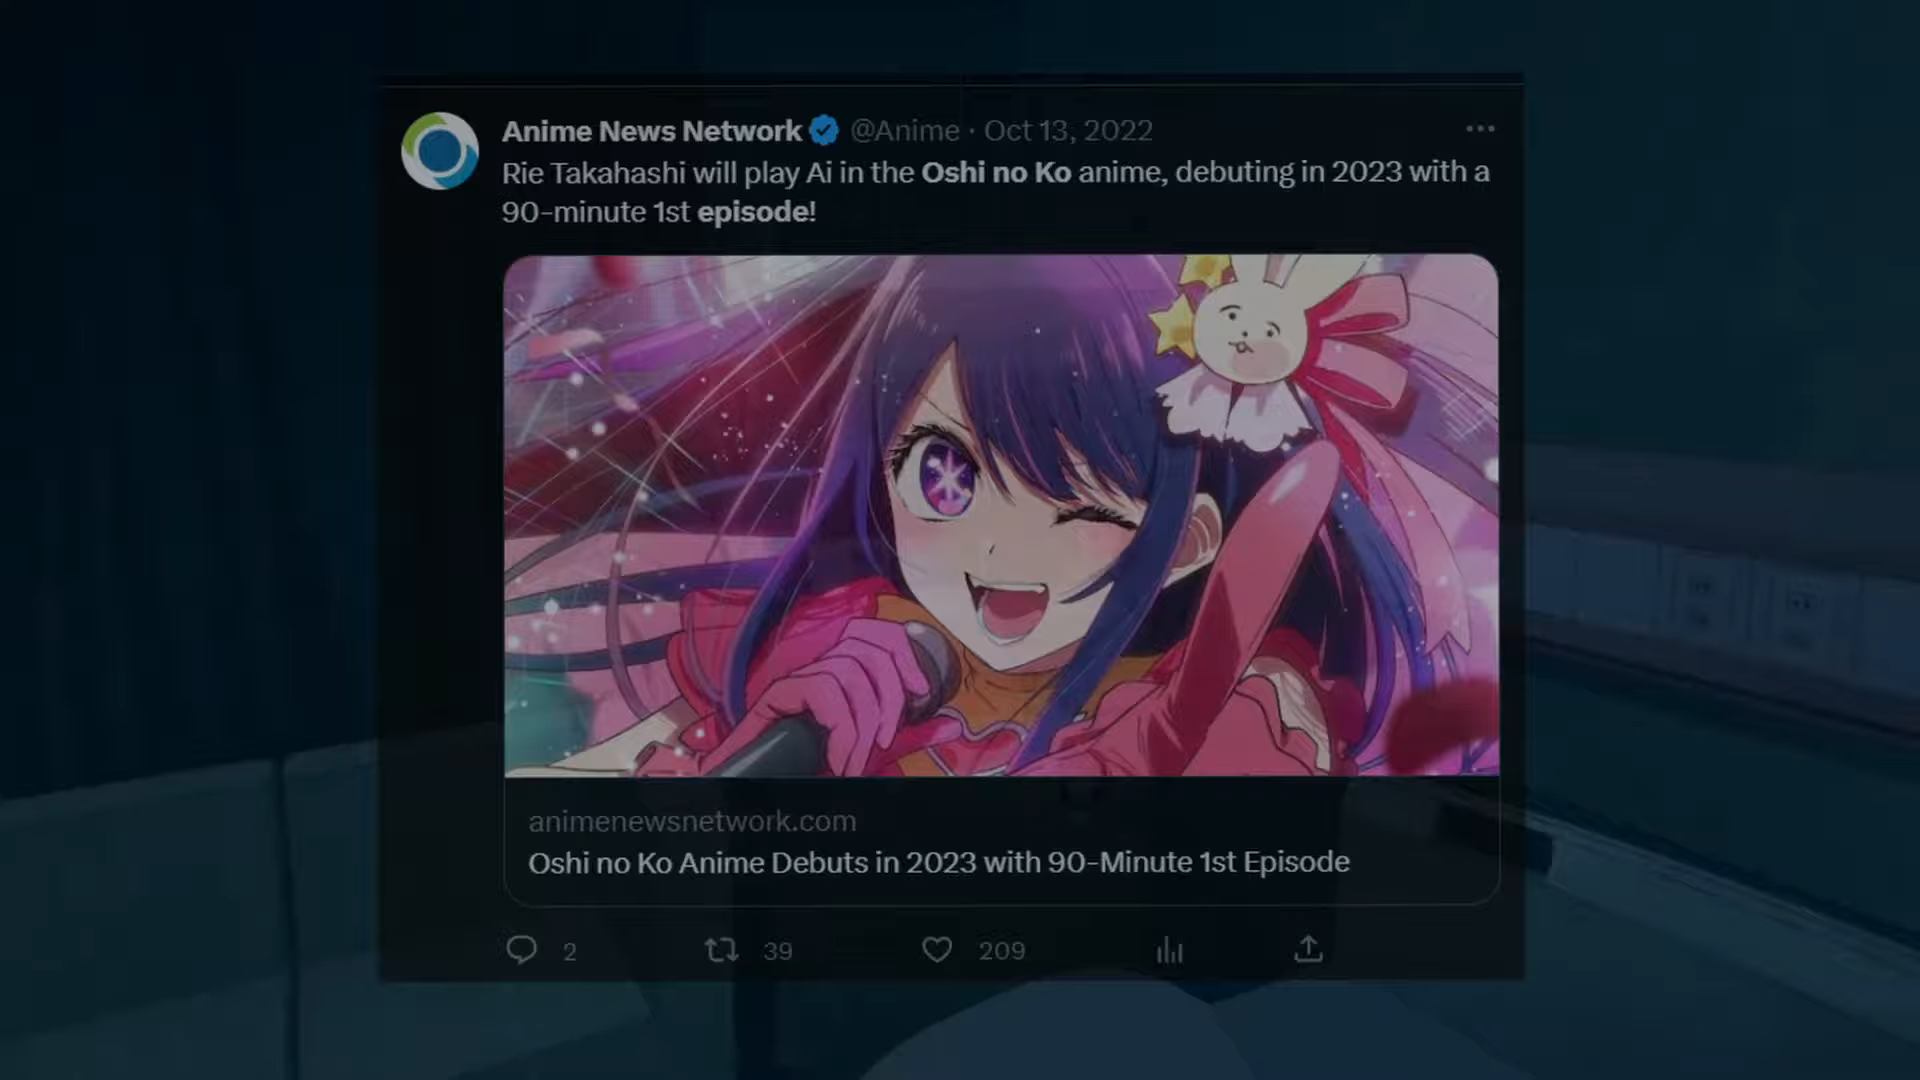 Anime News Network @Anime · Oct 13, 2022
Rie Takahashi will play Ai in the Oshi no Ko anime, debuting in 2023 with a
90-minute 1st episode!
animenewsnetwork.com
Oshi no Ko Anime Debuts in 2023 with 90-Minute 1st Episode
2 39 209